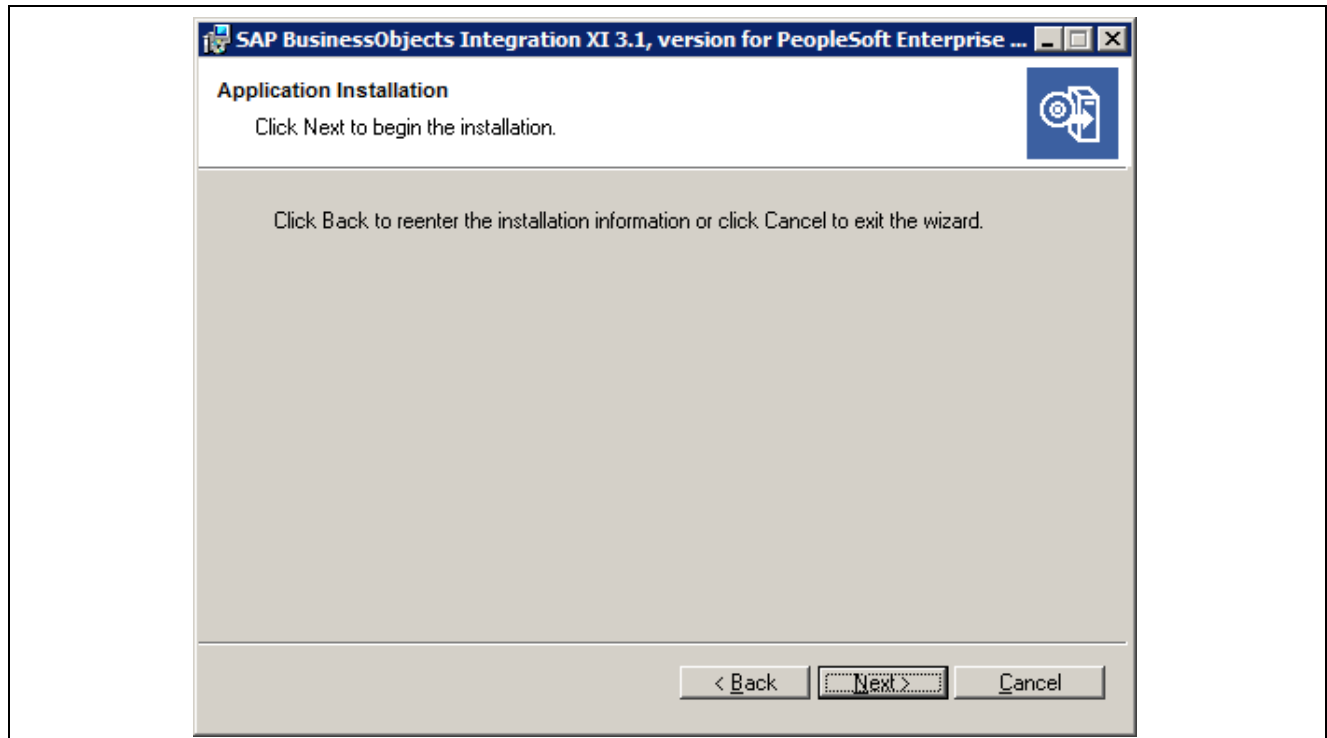 SAP BusinessObjects Integration XI 3.1, version for PeopleSoft Enterprise ...
Application Installation
Click Next to begin the installation.
Click Back to reenter the installation information or click Cancel to exit the wizard.
< Back Next > Cancel